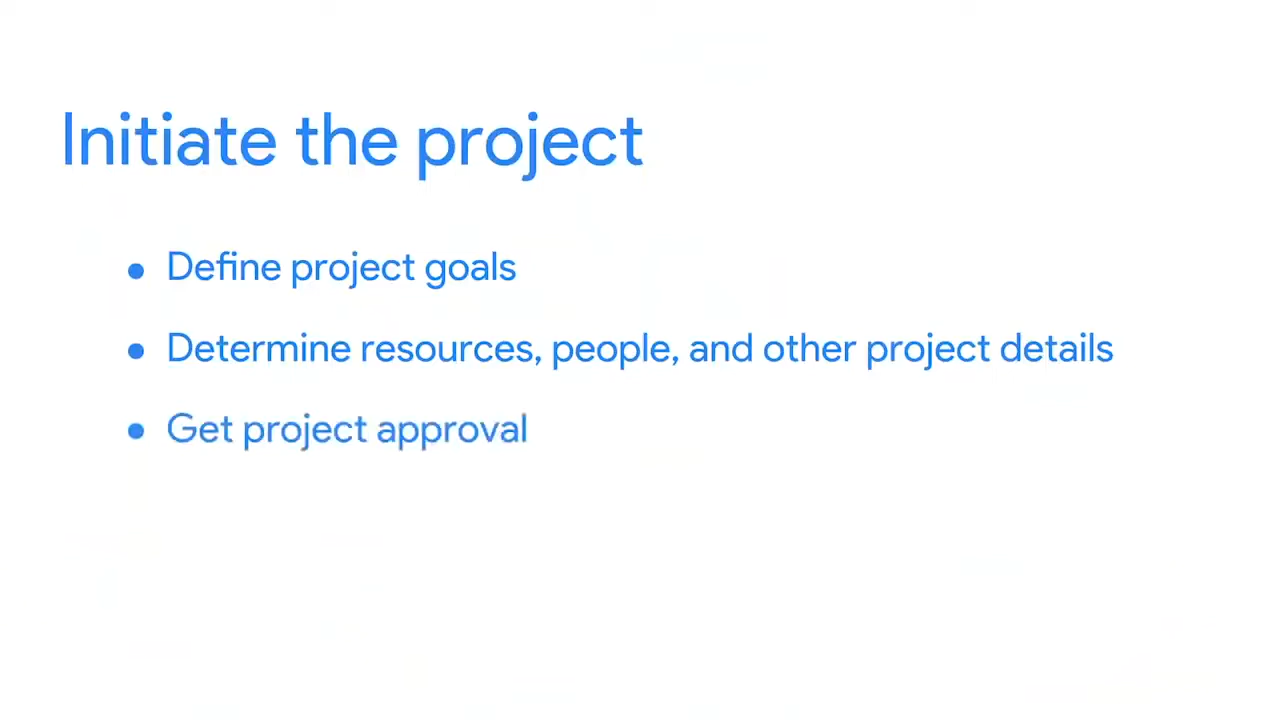 Initiate the project
• Define project goals
• Determine resources, people, and other project details
• Get project approval